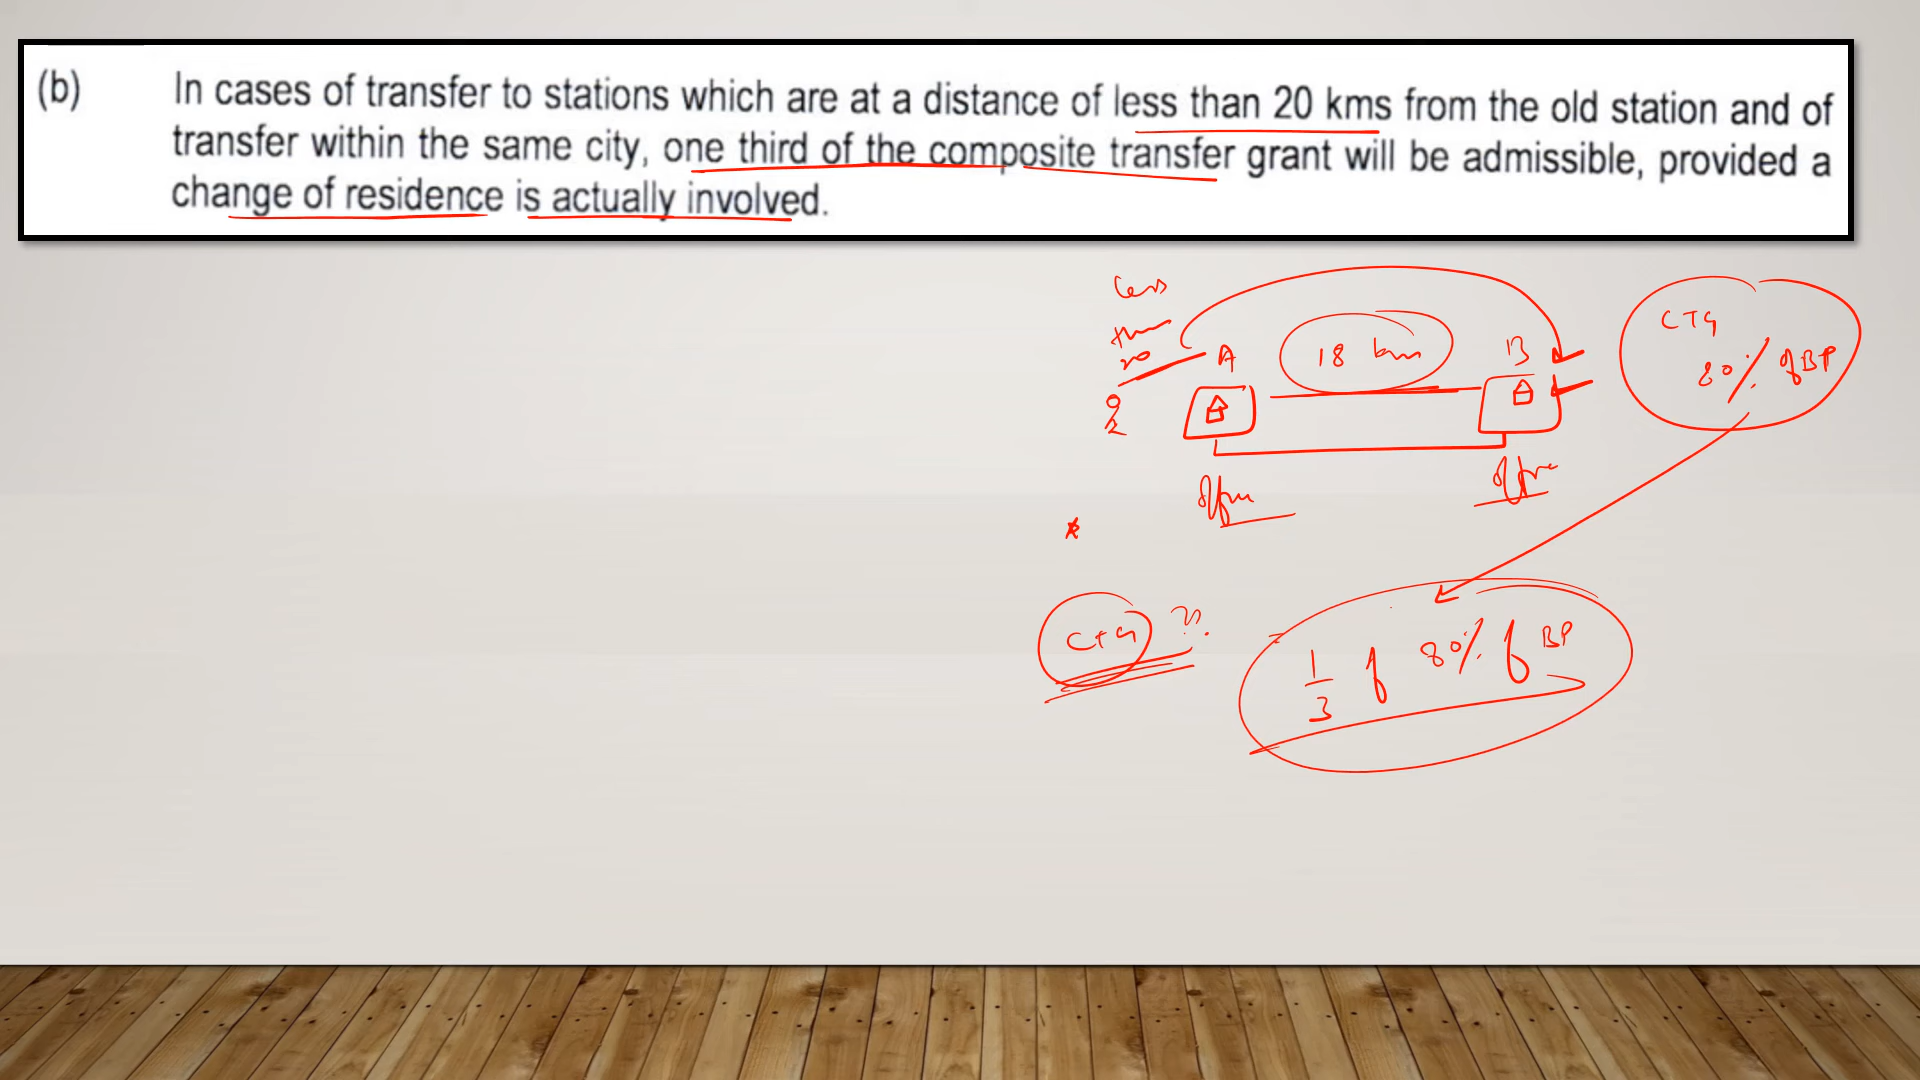 (b) In cases of transfer to stations which are at a distance of less than 20 kms from the old station and of
transfer within the same city, one third of the composite transfer grant will be admissible, provided a
change of residence is actually involved.
less
than
20
A
18 km
B
CTG
80% of BP
office
office
CTG ??
1/3 of 80% of BP